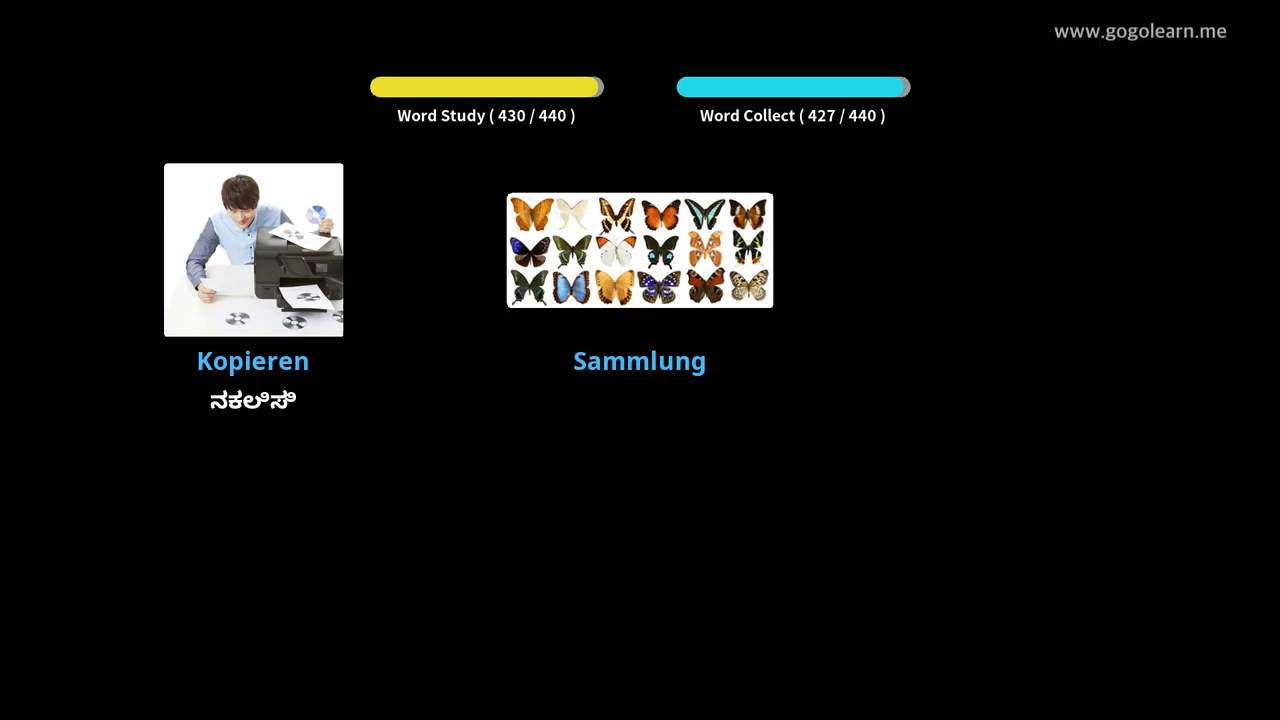 www.gogolearn.me
Word Study ( 430 / 440 )
Word Collect ( 427 / 440 )
Kopieren
Sammlung
ನಕಲಿಸಿ